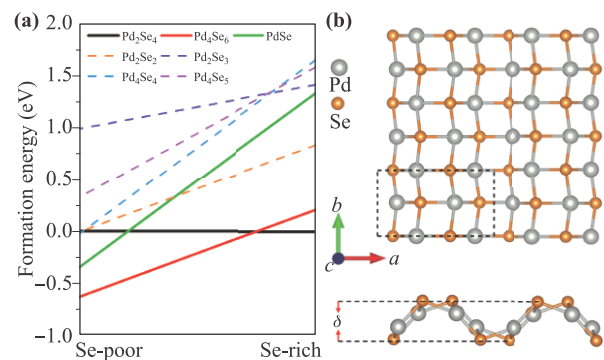 (a)
2.0
1.5
1.0
0.5
0.0
-0.5
-1.0
Formation energy (eV)
Pd₂Se₄ Pd₄Se₆ PdSe
Pd₂Se₂ Pd₂Se₃
Pd₄Se₄ Pd₄Se₅
Se-poor Se-rich
(b)
Pd
Se
b
c a
δ